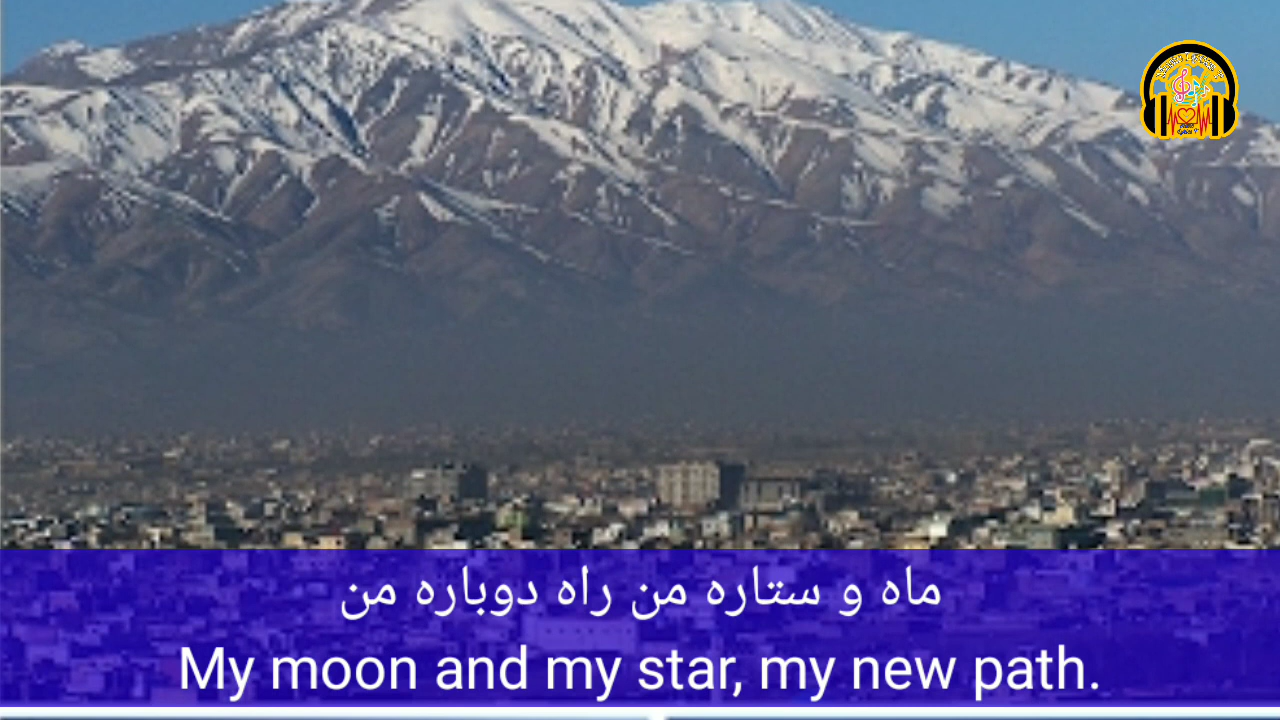 ماه و ستاره من راه دوباره من
My moon and my star, my new path.